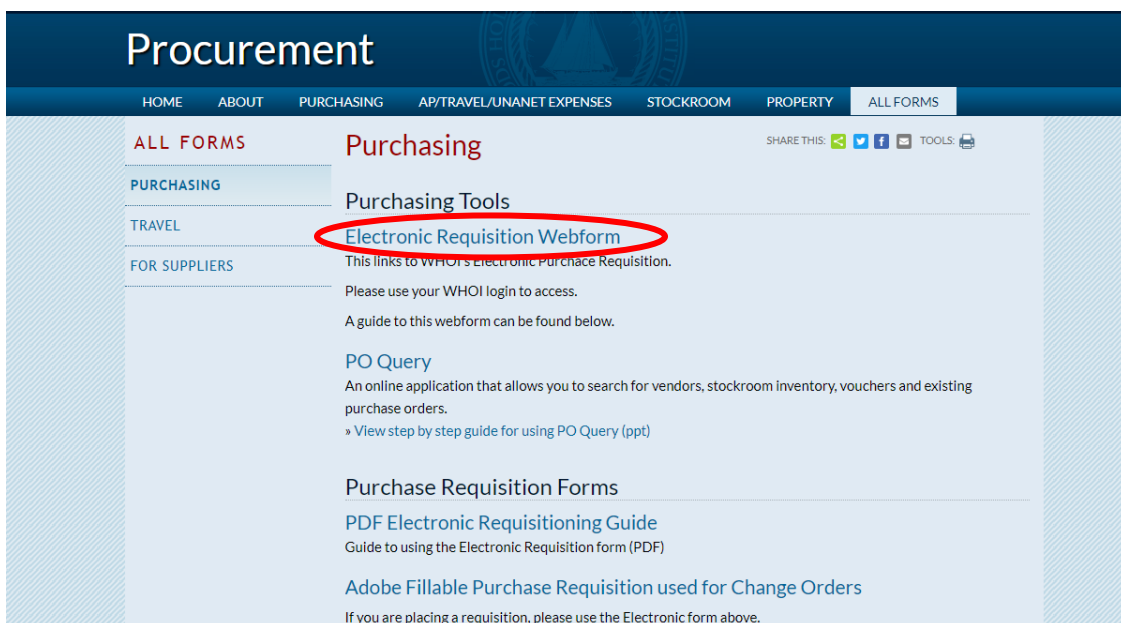 Procurement
HOME ABOUT PURCHASING AP/TRAVEL/UNANET EXPENSES STOCKROOM PROPERTY ALL FORMS
ALL FORMS
PURCHASING
TRAVEL
FOR SUPPLIERS
Purchasing
SHARE THIS: TOOLS:
Purchasing Tools
Electronic Requisition Webform
This links to WHOI's Electronic Purchace Requisition.
Please use your WHOI login to access.
A guide to this webform can be found below.
PO Query
An online application that allows you to search for vendors, stockroom inventory, vouchers and existing
purchase orders.
» View step by step guide for using PO Query (ppt)
Purchase Requisition Forms
PDF Electronic Requisitioning Guide
Guide to using the Electronic Requisition form (PDF)
Adobe Fillable Purchase Requisition used for Change Orders
If you are placing a requisition, please use the Electronic form above.